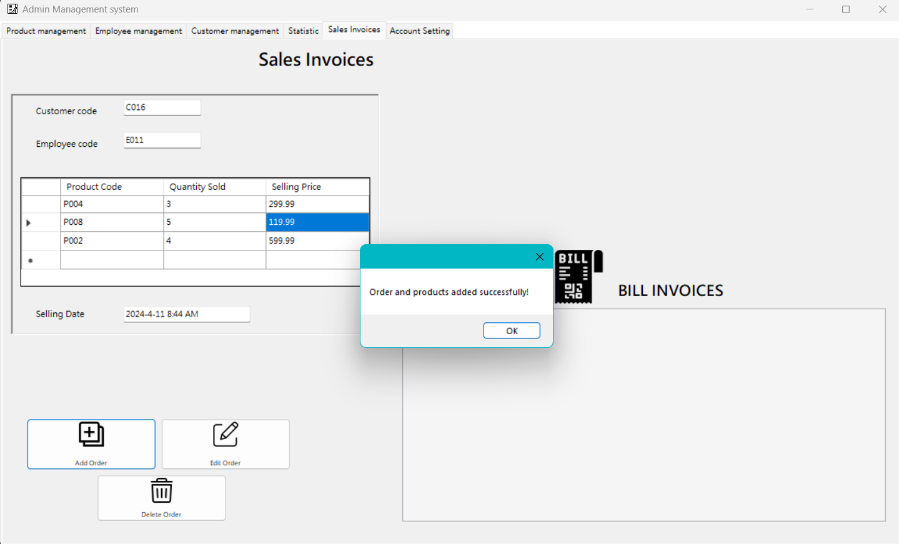 Admin Management system
Product management Employee management Customer management Statistic Sales Invoices Account Setting
Sales Invoices
Customer code C016
Employee code E011
Product Code Quantity Sold Selling Price
P004 3 299.99
P008 5 119.99
P002 4 599.99
Selling Date 2024-4-11 8:44 AM
Order and products added successfully!
OK
BILL
BILL INVOICES
Add Order Edit Order
Delete Order